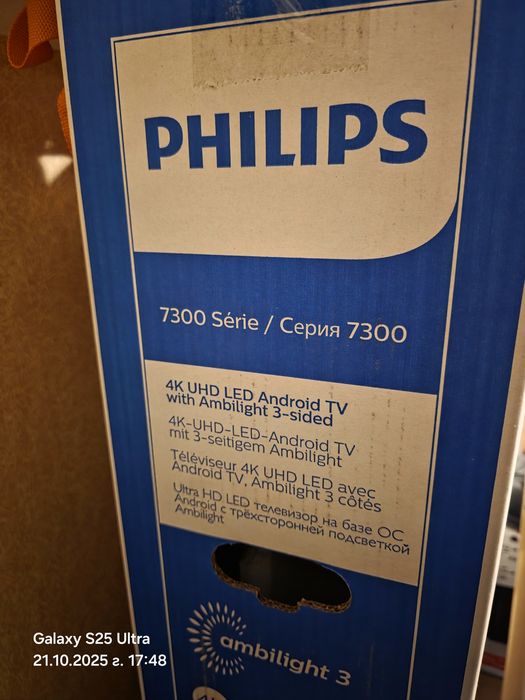 PHILIPS
7300 Série / Серия 7300
4K UHD LED Android TV
with Ambilight 3-sided
4K-UHD-LED-Android TV
mit 3-seitigem Ambilight
Téléviseur 4K UHD LED avec
Android TV, Ambilight 3 côtés
Ultra HD LED телевизор на базе ОС
Android с трёхсторонней подсветкой
Ambilight
ambilight 3
Galaxy S25 Ultra
21.10.2025 г. 17:48